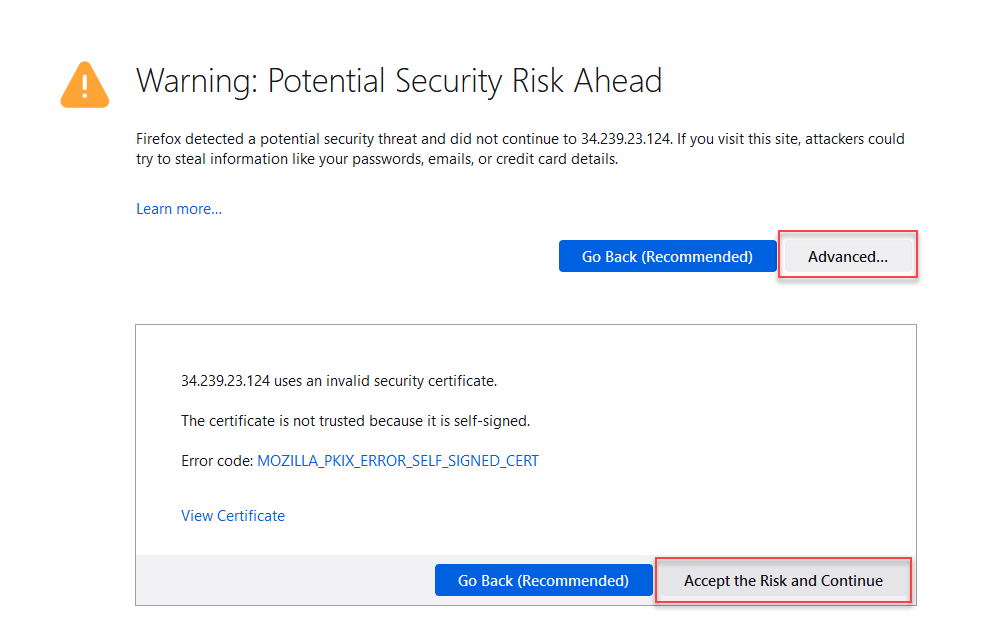 Warning: Potential Security Risk Ahead
Firefox detected a potential security threat and did not continue to 34.239.23.124. If you visit this site, attackers could
try to steal information like your passwords, emails, or credit card details.
Learn more...
Go Back (Recommended) Advanced...
34.239.23.124 uses an invalid security certificate.
The certificate is not trusted because it is self-signed.
Error code: MOZILLA_PKIX_ERROR_SELF_SIGNED_CERT
View Certificate
Go Back (Recommended) Accept the Risk and Continue